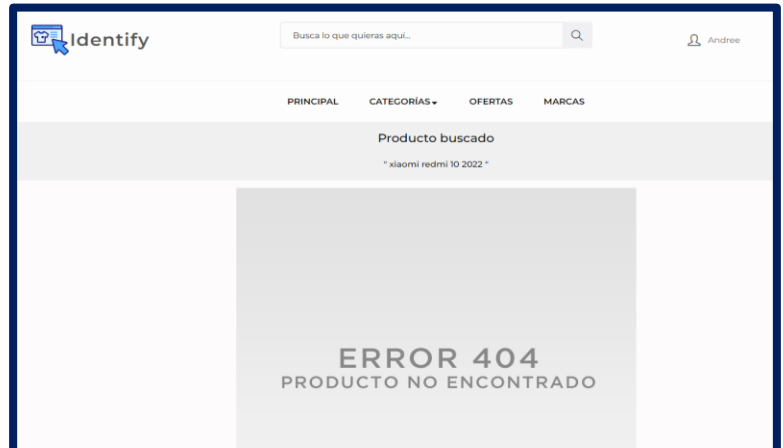 Identify
Busca lo que quieras aquí...
Andree
PRINCIPAL CATEGORÍAS OFERTAS MARCAS
Producto buscado
" xiaomi redmi 10 2022 "
ERROR 404
PRODUCTO NO ENCONTRADO